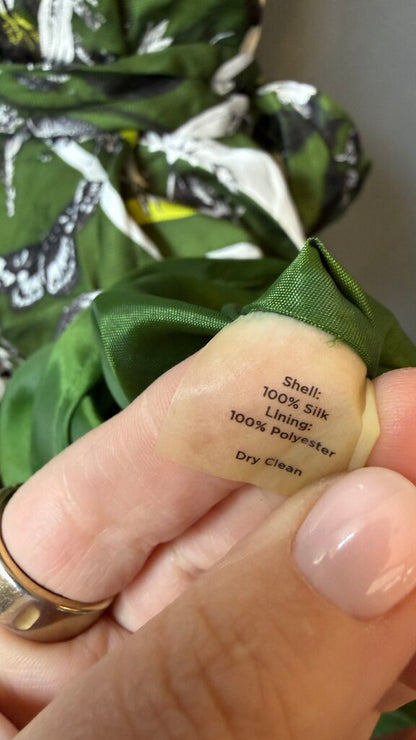 Shell:
100% Silk
Lining:
100% Polyester
Dry Clean